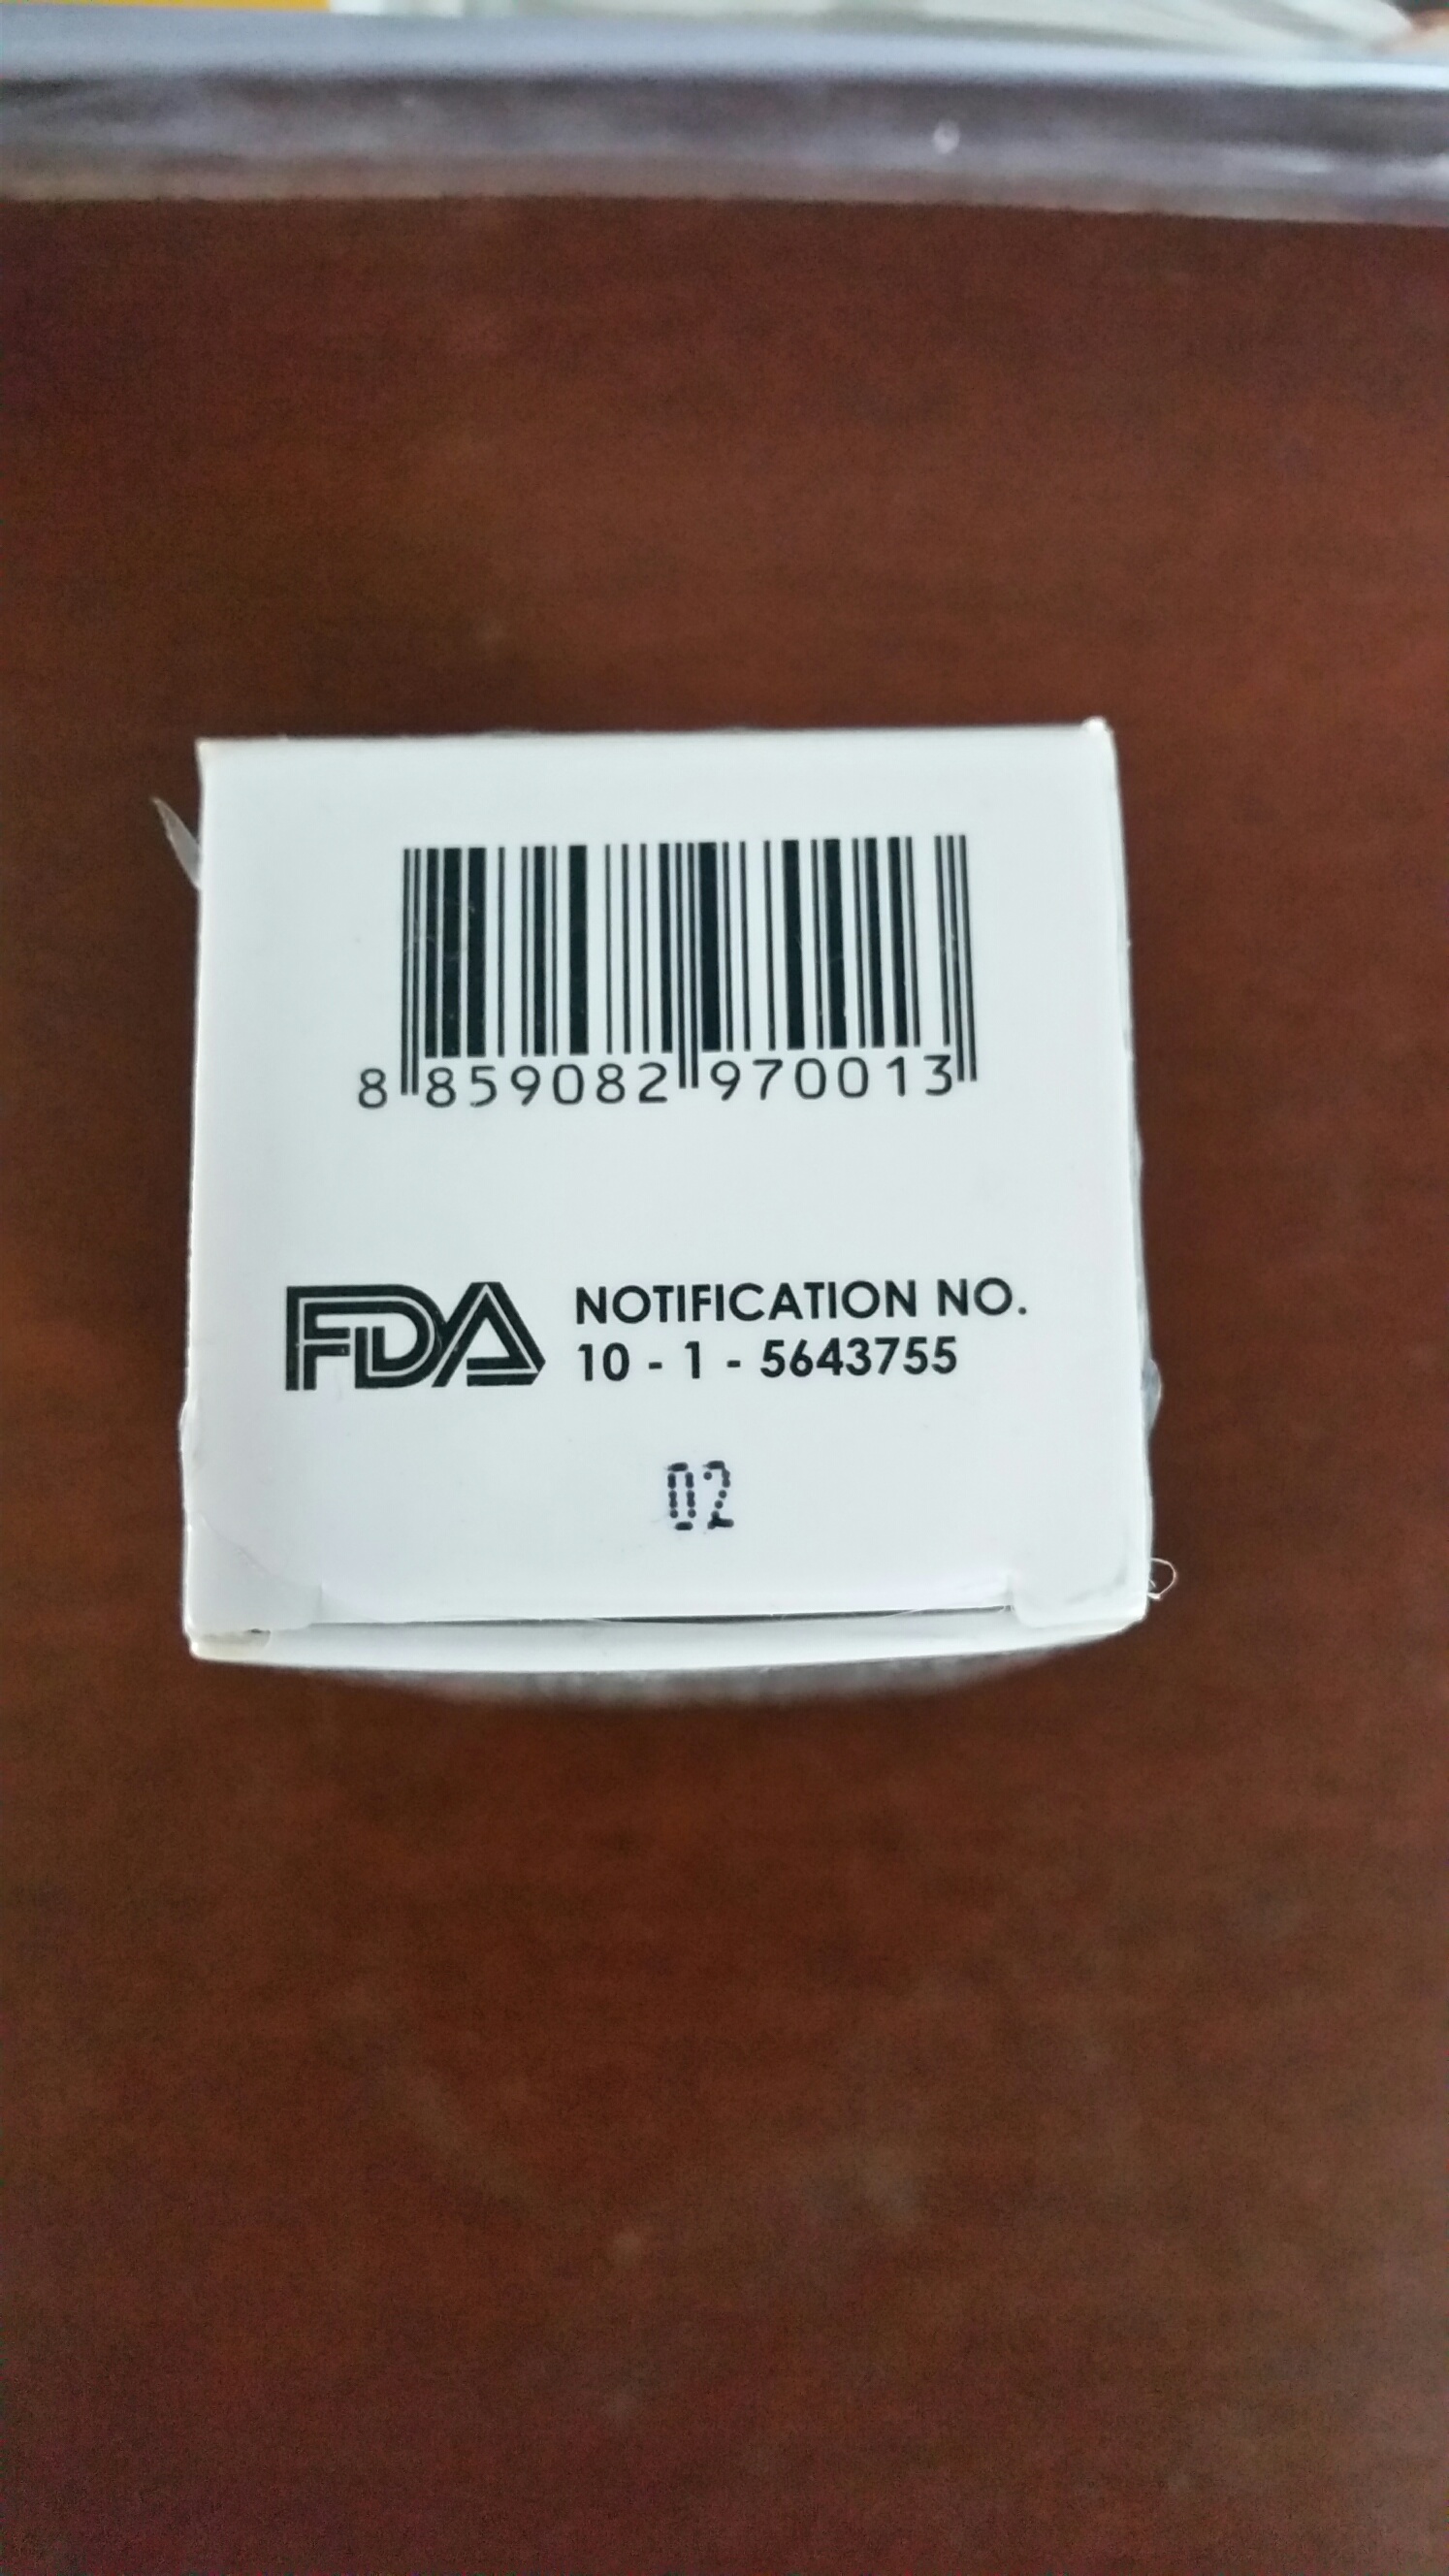 8 859082 970013
FDA NOTIFICATION NO.
10 - 1 - 5643755
02